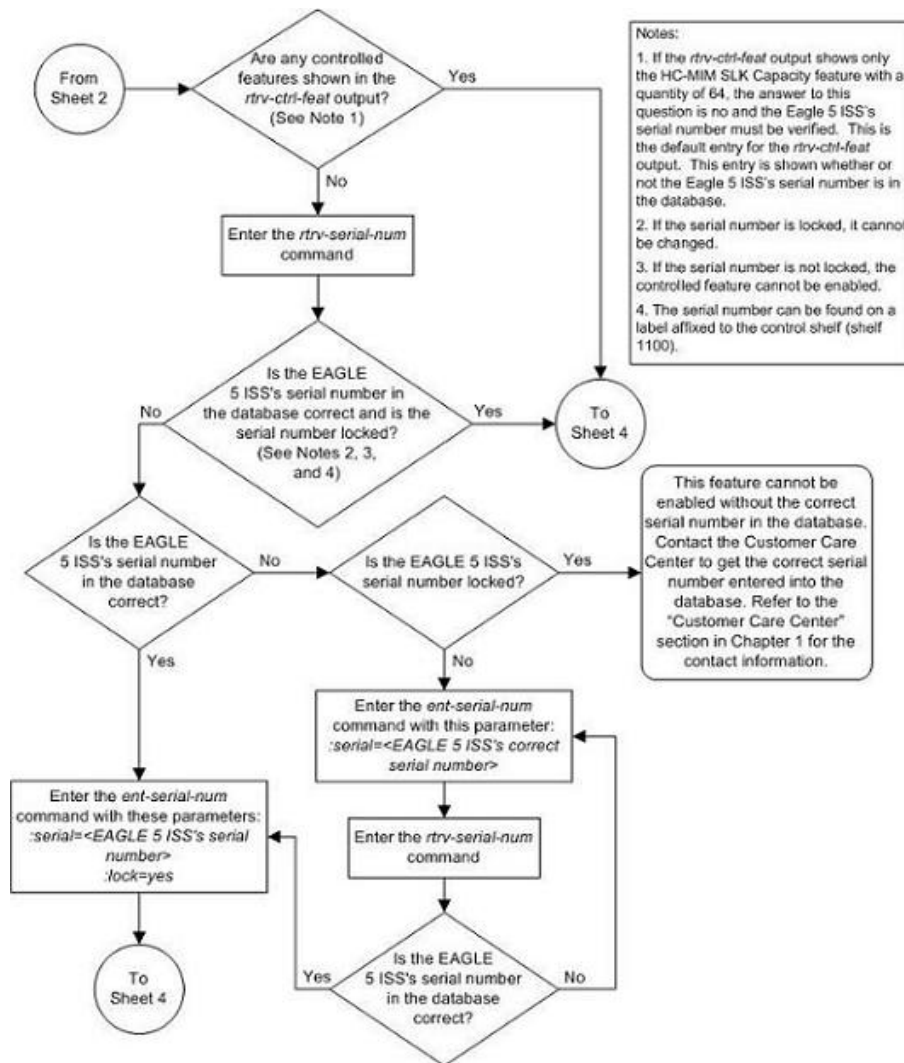 From
Sheet 2
Are any controlled
features shown in the
rtrv-ctrl-feat output?
(See Note 1)
Yes
No
Notes:
1. If the rtrv-ctrl-feat output shows only
the HC-MIM SLK Capacity feature with a
quantity of 64, the answer to this
question is no and the Eagle 5 ISS's
serial number must be verified. This is
the default entry for the rtrv-ctrl-feat
output. This entry is shown whether or
not the Eagle 5 ISS's serial number is in
the database.
2. If the serial number is locked, it cannot
be changed.
3. If the serial number is not locked, the
controlled feature cannot be enabled.
4. The serial number can be found on a
label affixed to the control shelf (shelf
1100).
Enter the rtrv-serial-num
command
Is the EAGLE
5 ISS's serial number in
the database correct and is the
serial number locked?
(See Notes 2, 3,
and 4)
No
Yes
To
Sheet 4
Is the EAGLE
5 ISS's serial number
in the database
correct?
No
Yes
Is the EAGLE 5 ISS's
serial number locked?
Yes
No
This feature cannot be
enabled without the correct
serial number in the database.
Contact the Customer Care
Center to get the correct serial
number entered into the
database. Refer to the
"Customer Care Center"
section in Chapter 1 for the
contact information.
Enter the ent-serial-num
command with this parameter:
:serial=<EAGLE 5 ISS's correct
serial number>
Enter the ent-serial-num
command with these parameters:
:serial=<EAGLE 5 ISS's serial
number>
:lock=yes
Enter the rtrv-serial-num
command
Is the EAGLE
5 ISS's serial number
in the database
correct?
Yes
No
To
Sheet 4